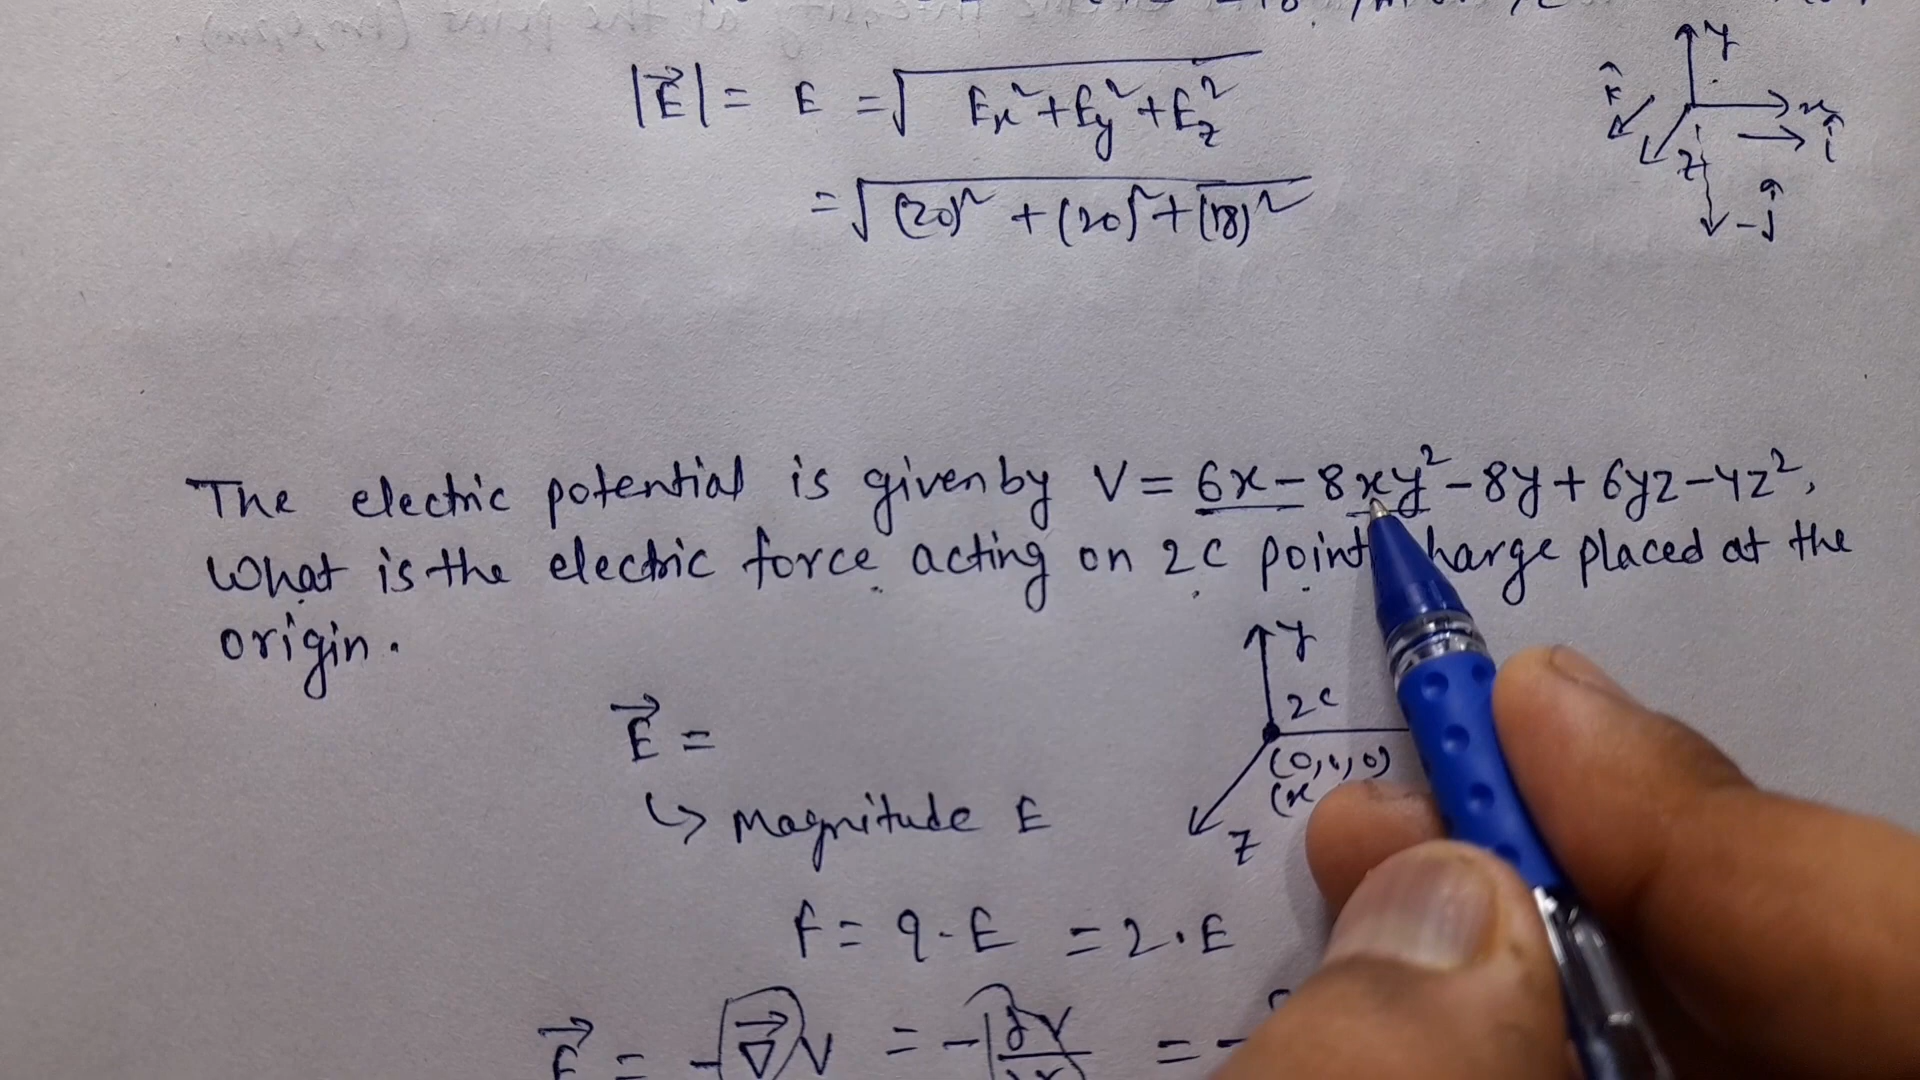 |E⃗| = E = √(Ex² + Ey² + Ez²)
= √((20)² + (20)² + (18)²)
y
x
z
k̂
î
-ĵ
The electric potential is given by V = 6x - 8xy² - 8y + 6yz - 4z²,
What is the electric force acting on 2C point harge placed at the
origin.
y
2C
(0,0,0)
(x
z
E⃗ =
↳ Magnitude E
F = q·E = 2·E
E⃗ = -∇⃗V = -(∂V/∂x = -